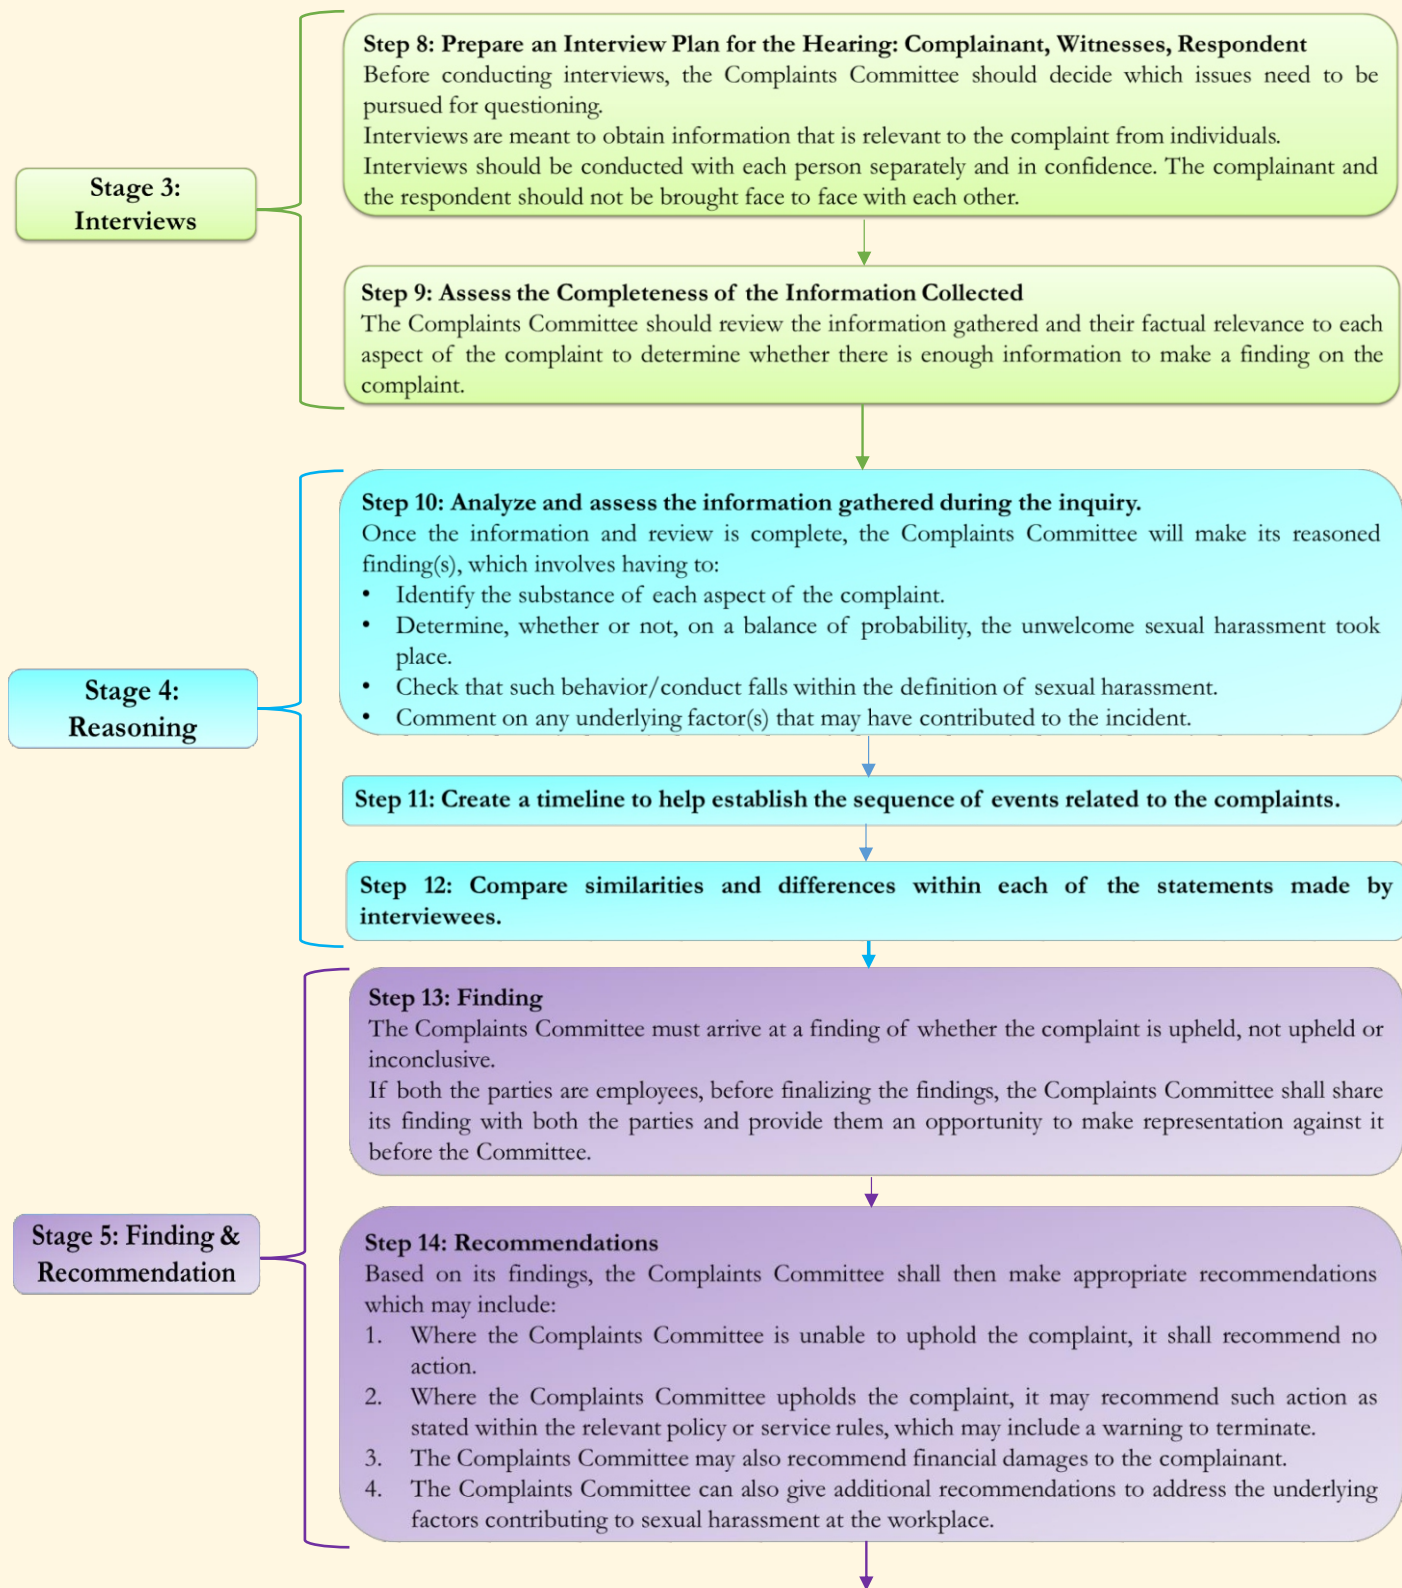 Step 8: Prepare an Interview Plan for the Hearing: Complainant, Witnesses, Respondent
Before conducting interviews, the Complaints Committee should decide which issues need to be
pursued for questioning.
Interviews are meant to obtain information that is relevant to the complaint from individuals.
Interviews should be conducted with each person separately and in confidence. The complainant and
the respondent should not be brought face to face with each other.
Stage 3:
Interviews
Step 9: Assess the Completeness of the Information Collected
The Complaints Committee should review the information gathered and their factual relevance to each
aspect of the complaint to determine whether there is enough information to make a finding on the
complaint.
Step 10: Analyze and assess the information gathered during the inquiry.
Once the information and review is complete, the Complaints Committee will make its reasoned
finding(s), which involves having to:
• Identify the substance of each aspect of the complaint.
• Determine, whether or not, on a balance of probability, the unwelcome sexual harassment took
place.
• Check that such behavior/conduct falls within the definition of sexual harassment.
• Comment on any underlying factor(s) that may have contributed to the incident.
Stage 4:
Reasoning
Step 11: Create a timeline to help establish the sequence of events related to the complaints.
Step 12: Compare similarities and differences within each of the statements made by
interviewees.
Step 13: Finding
The Complaints Committee must arrive at a finding of whether the complaint is upheld, not upheld or
inconclusive.
If both the parties are employees, before finalizing the findings, the Complaints Committee shall share
its finding with both the parties and provide them an opportunity to make representation against it
before the Committee.
Stage 5: Finding &
Recommendation
Step 14: Recommendations
Based on its findings, the Complaints Committee shall then make appropriate recommendations
which may include:
1. Where the Complaints Committee is unable to uphold the complaint, it shall recommend no
action.
2. Where the Complaints Committee upholds the complaint, it may recommend such action as
stated within the relevant policy or service rules, which may include a warning to terminate.
3. The Complaints Committee may also recommend financial damages to the complainant.
4. The Complaints Committee can also give additional recommendations to address the underlying
factors contributing to sexual harassment at the workplace.